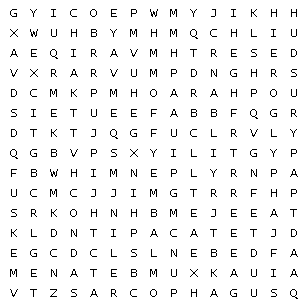 G Y I C O E P W M Y J I K H H
X W U H B Y M H M Q C H L I U
A E Q I R A V M H T R E S E D
V X R A R V U M P D N G H R S
D C M K P M H O A R A H P O U
S I E T U E E F A B B F Q G R
D T K T J Q G F U C L R V L Y
Q G B V P S X Y I L I T G Y P
F B W H I M N E P L Y R N P A
U C M C J J I M G T R R F H P
S R K O H N H B M E J E E A T
K L D N T I P A C A T E T J D
E G C D C L S L N E B E D F A
M E N A T E B M U X K A U I A
V T Z S A R C O P H A G U S Q